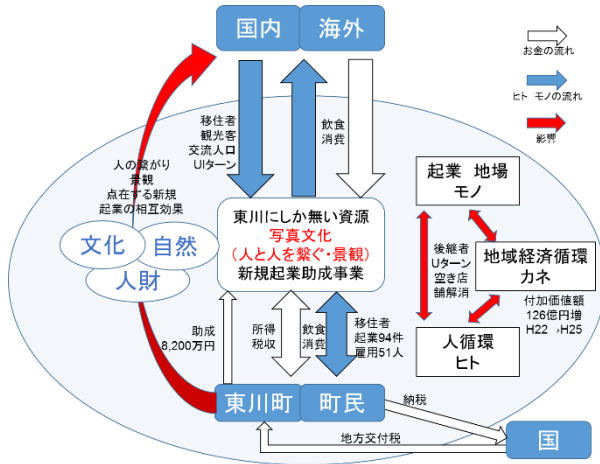 国内 海外
お金の流れ
ヒト モノの流れ
影響
移住者
観光客
交流人口
UIターン
飲食
消費
人の繋がり
景観
点在する新規
起業の相互効果
文化
自然
人財
東川にしか無い資源
写真文化
(人と人を繋ぐ・景観)
新規起業助成事業
起業 地場
モノ
後継者
Uターン
空き店
舗解消
地域経済循環
カネ
付加価値額
126億円増
H22 →H25
人循環
ヒト
助成
8,200万円
所得
税収
飲食
消費
移住者
起業94件
雇用51人
東川町 町民
納税
地方交付税
国